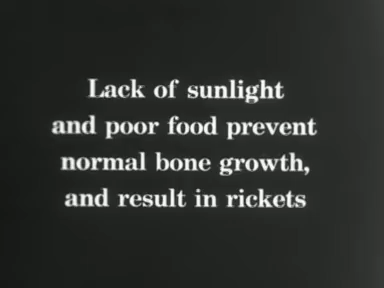 Lack of sunlight
and poor food prevent
normal bone growth,
and result in rickets